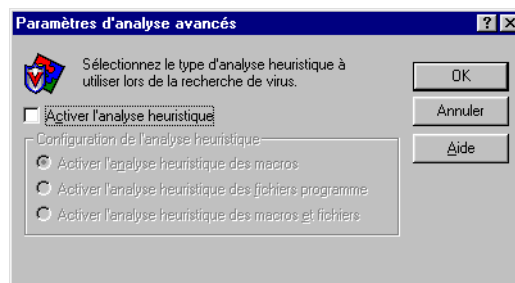 Paramètres d'analyse avancés
Sélectionnez le type d'analyse heuristique à
utiliser lors de la recherche de virus.
OK
Activer l'analyse heuristique
Annuler
Configuration de l'analyse heuristique
Aide
Activer l'analyse heuristique des macros
Activer l'analyse heuristique des fichiers programme
Activer l'analyse heuristique des macros et fichiers